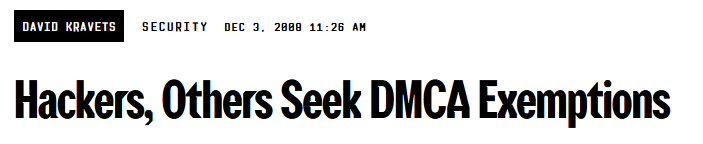 DAVID KRAVETS SECURITY DEC 3, 2008 11:26 AM
Hackers, Others Seek DMCA Exemptions